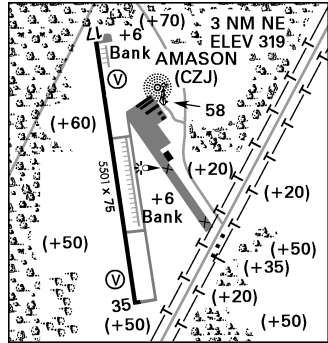 (+70)
3 NM NE
ELEV 319
17
+6
Bank
AMASON
(CZJ)
V
58
(+60)
5501 x 75
(+20)
(+20)
+6
Bank
(+50)
(+50)
(+35)
V
(+20)
35
(+50)
(+50)